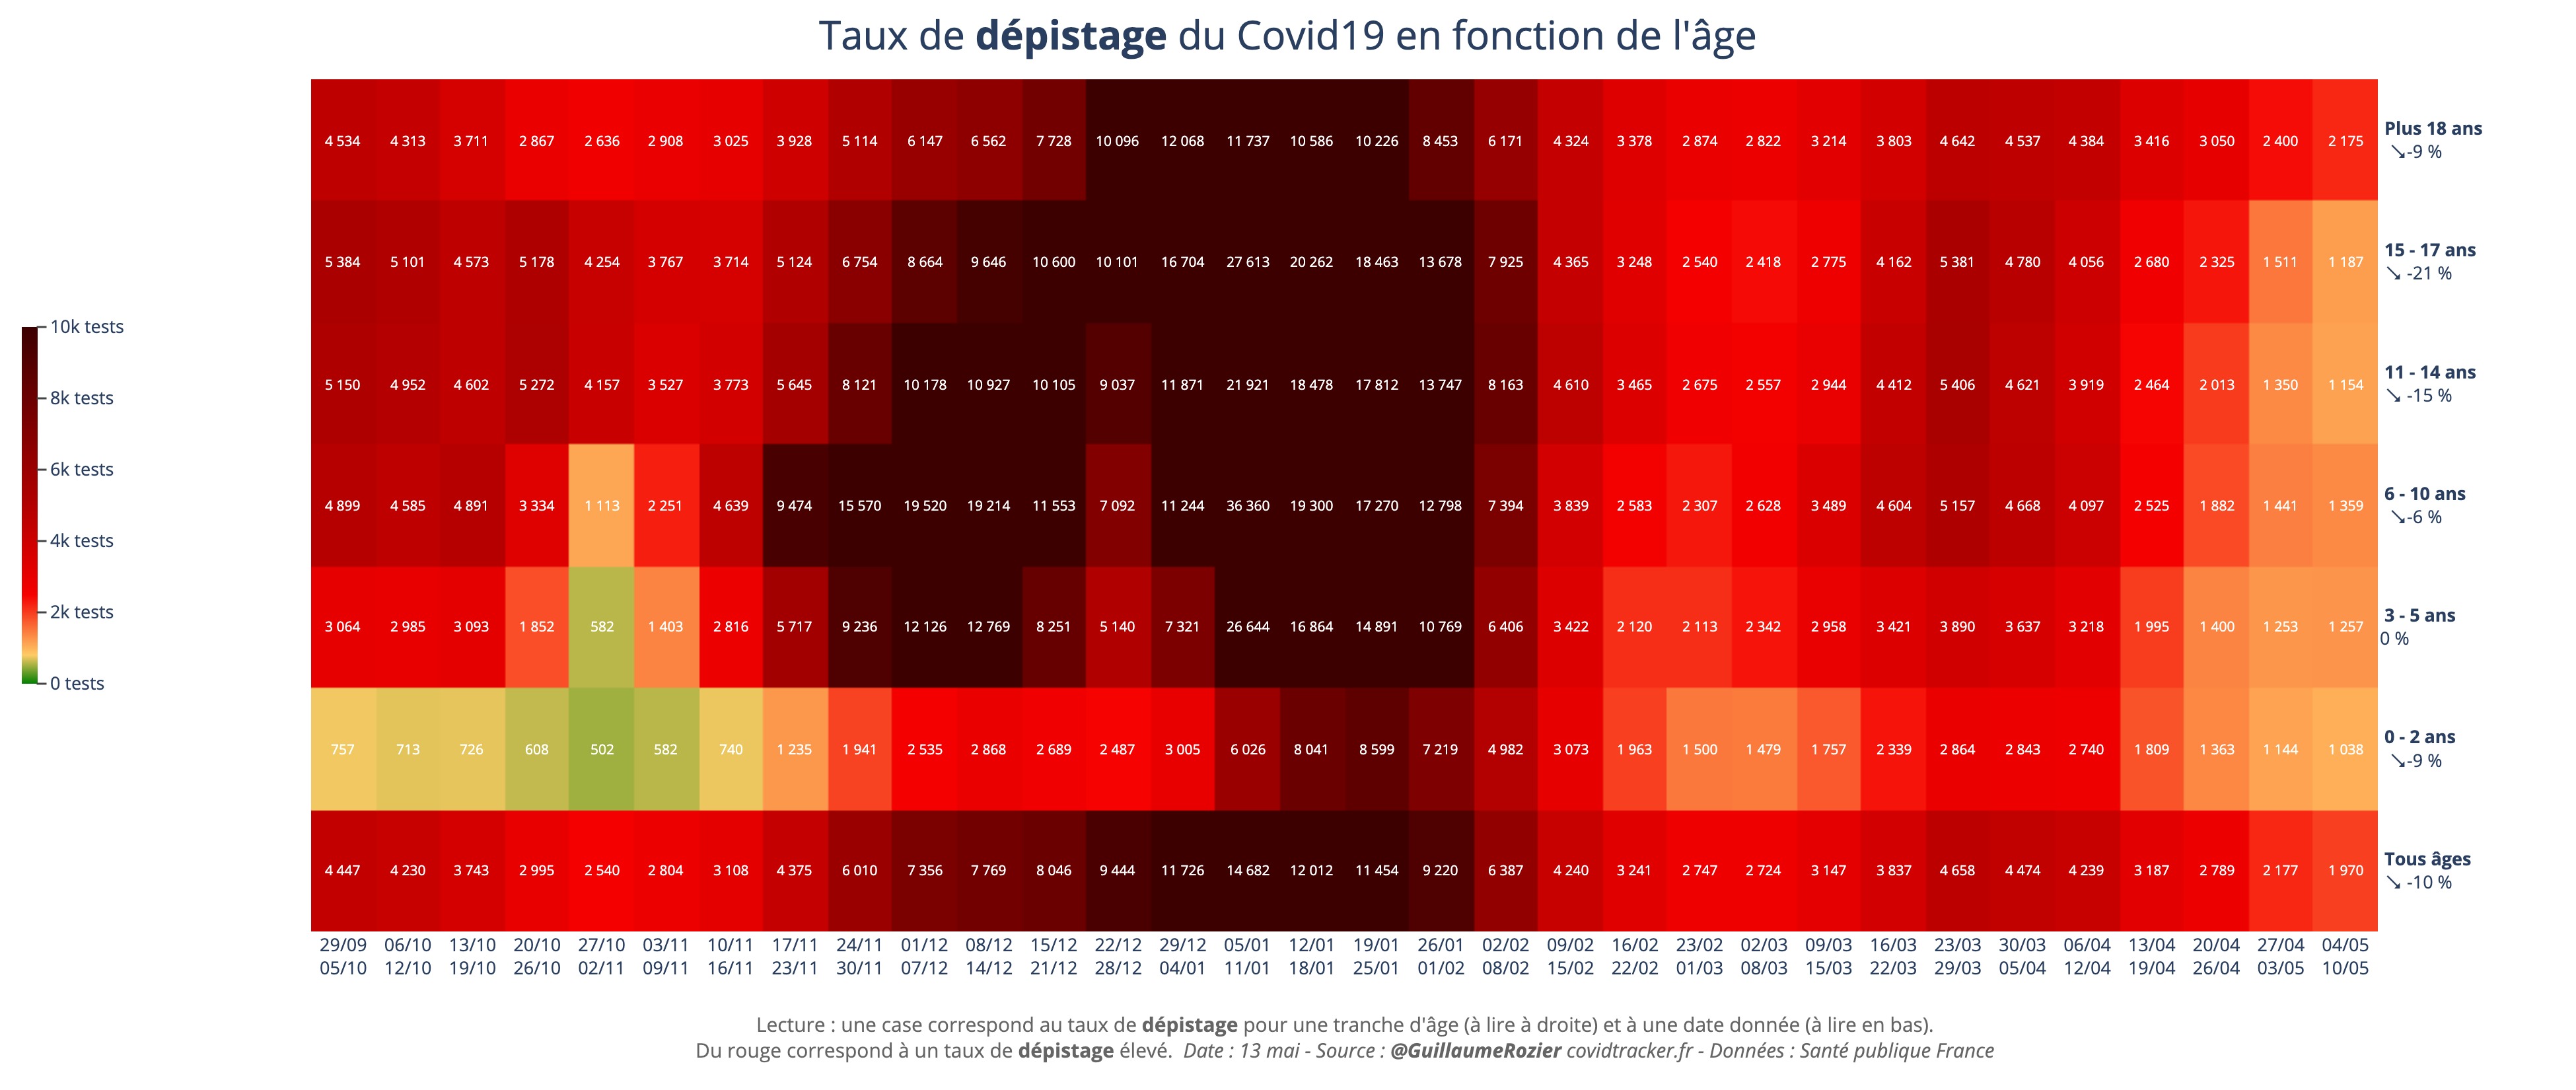 Taux de dépistage du Covid19 en fonction de l'âge
10k tests
8k tests
6k tests
4k tests
2k tests
0 tests
4 534 4 313 3 711 2 867 2 636 2 908 3 025 3 928 5 114 6 147 6 562 7 728 10 096 12 068 11 737 10 586 10 226 8 453 6 171 4 324 3 378 2 874 2 822 3 214 3 803 4 642 4 537 4 384 3 416 3 050 2 400 2 175
Plus 18 ans
↘-9 %
5 384 5 101 4 573 5 178 4 254 3 767 3 714 5 124 6 754 8 664 9 646 10 600 10 101 16 704 27 613 20 262 18 463 13 678 7 925 4 365 3 248 2 540 2 418 2 775 4 162 5 381 4 780 4 056 2 680 2 325 1 511 1 187
15 - 17 ans
↘ -21 %
5 150 4 952 4 602 5 272 4 157 3 527 3 773 5 645 8 121 10 178 10 927 10 105 9 037 11 871 21 921 18 478 17 812 13 747 8 163 4 610 3 465 2 675 2 557 2 944 4 412 5 406 4 621 3 919 2 464 2 013 1 350 1 154
11 - 14 ans
↘ -15 %
4 899 4 585 4 891 3 334 1 113 2 251 4 639 9 474 15 570 19 520 19 214 11 553 7 092 11 244 36 360 19 300 17 270 12 798 7 394 3 839 2 583 2 307 2 628 3 489 4 604 5 157 4 668 4 097 2 525 1 882 1 441 1 359
6 - 10 ans
↘-6 %
3 064 2 985 3 093 1 852 582 1 403 2 816 5 717 9 236 12 126 12 769 8 251 5 140 7 321 26 644 16 864 14 891 10 769 6 406 3 422 2 120 2 113 2 342 2 958 3 421 3 890 3 637 3 218 1 995 1 400 1 253 1 257
3 - 5 ans
0 %
757 713 726 608 502 582 740 1 235 1 941 2 535 2 868 2 689 2 487 3 005 6 026 8 041 8 599 7 219 4 982 3 073 1 963 1 500 1 479 1 757 2 339 2 864 2 843 2 740 1 809 1 363 1 144 1 038
0 - 2 ans
↘-9 %
4 447 4 230 3 743 2 995 2 540 2 804 3 108 4 375 6 010 7 356 7 769 8 046 9 444 11 726 14 682 12 012 11 454 9 220 6 387 4 240 3 241 2 747 2 724 3 147 3 837 4 658 4 474 4 239 3 187 2 789 2 177 1 970
Tous âges
↘ -10 %
29/09 06/10 13/10 20/10 27/10 03/11 10/11 17/11 24/11 01/12 08/12 15/12 22/12 29/12 05/01 12/01 19/01 26/01 02/02 09/02 16/02 23/02 02/03 09/03 16/03 23/03 30/03 06/04 13/04 20/04 27/04 04/05
05/10 12/10 19/10 26/10 02/11 09/11 16/11 23/11 30/11 07/12 14/12 21/12 28/12 04/01 11/01 18/01 25/01 01/02 08/02 15/02 22/02 01/03 08/03 15/03 22/03 29/03 05/04 12/04 19/04 26/04 03/05 10/05
Lecture : une case correspond au taux de dépistage pour une tranche d'âge (à lire à droite) et à une date donnée (à lire en bas).
Du rouge correspond à un taux de dépistage élevé. Date : 13 mai - Source : @GuillaumeRozier covidtracker.fr - Données : Santé publique France